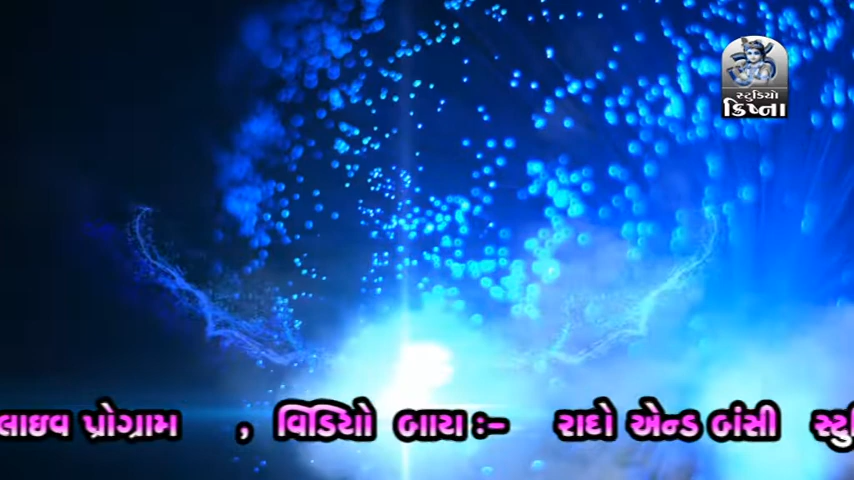 સ્ટુડિયો
ક્રિષ્ના
લાઇવ પ્રોગ્રામ , વિડિયો બાય :- રાઘો એન્ડ બંસી